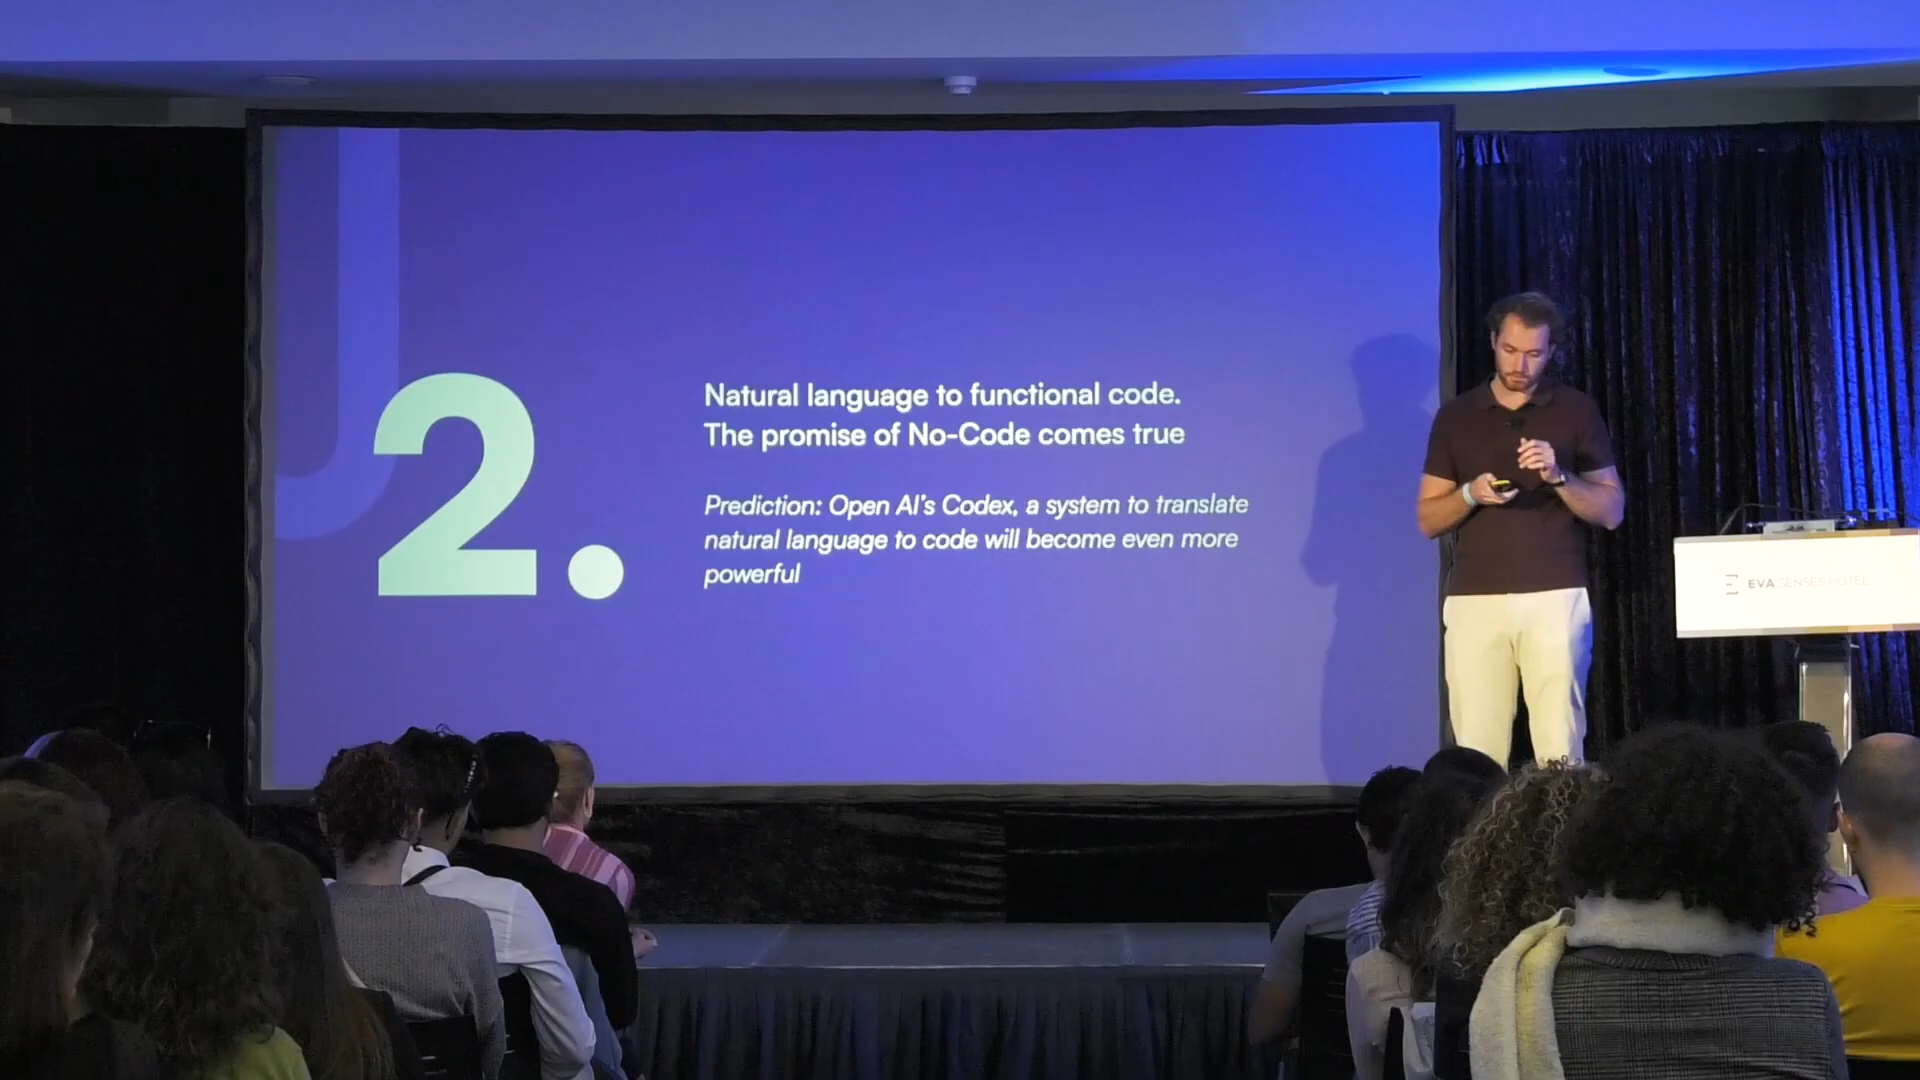 2.
Natural language to functional code.
The promise of No-Code comes true
Prediction: Open AI's Codex, a system to translate
natural language to code will become even more
powerful
EVA SENSES HOTEL